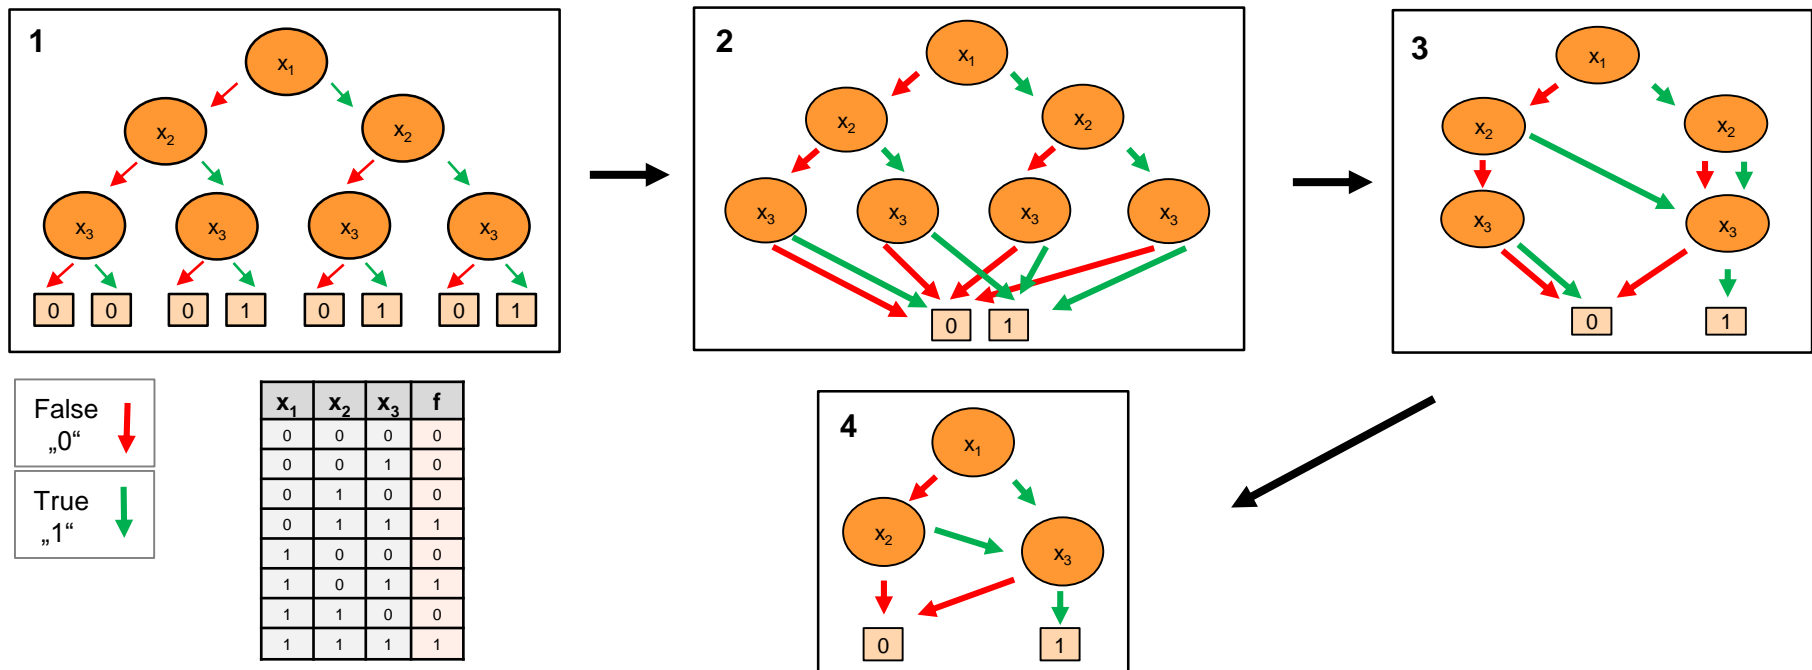 1
x₁
x₂ x₂
x₃ x₃ x₃ x₃
0 0 0 1 0 1 0 1
2
x₁
x₂ x₂
x₃ x₃ x₃ x₃
0 1
3
x₁
x₂ x₂
x₃ x₃
0 1
False
„0“
True
„1“
x₁ x₂ x₃ f
0 0 0 0
0 0 1 0
0 1 0 0
0 1 1 1
1 0 0 0
1 0 1 1
1 1 0 0
1 1 1 1
4
x₁
x₂ x₃
0 1